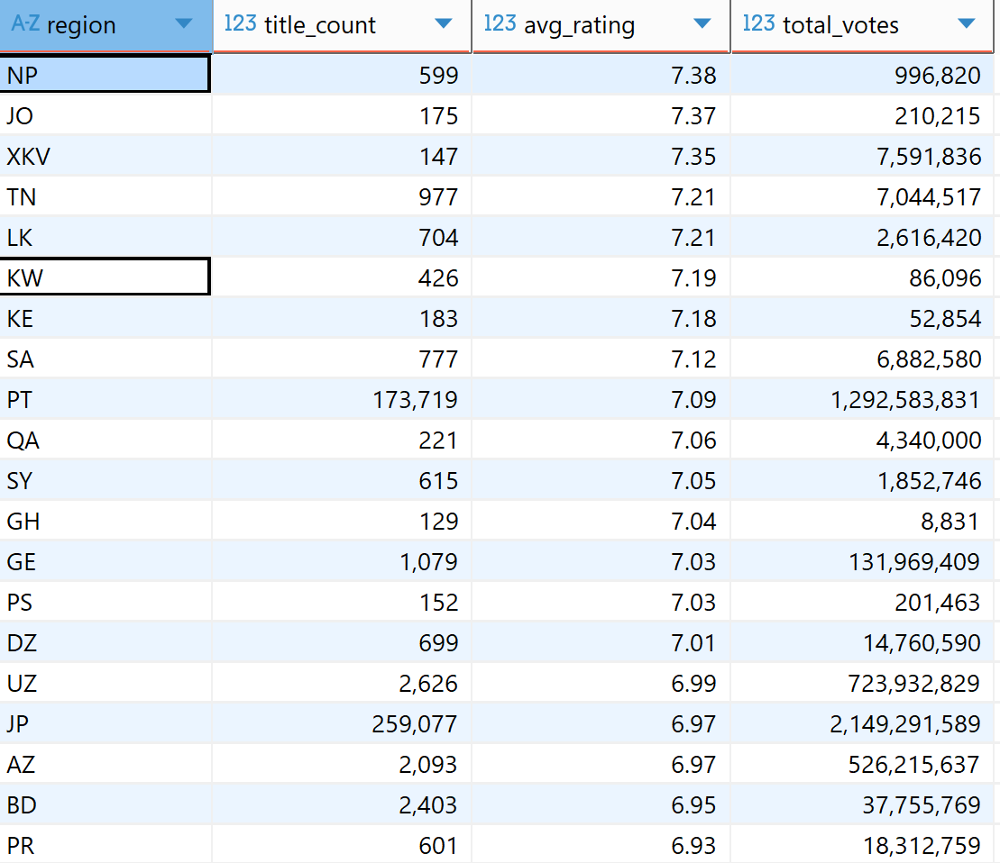 A-Z region 123 title_count 123 avg_rating 123 total_votes
NP 599 7.38 996,820
JO 175 7.37 210,215
XKV 147 7.35 7,591,836
TN 977 7.21 7,044,517
LK 704 7.21 2,616,420
KW 426 7.19 86,096
KE 183 7.18 52,854
SA 777 7.12 6,882,580
PT 173,719 7.09 1,292,583,831
QA 221 7.06 4,340,000
SY 615 7.05 1,852,746
GH 129 7.04 8,831
GE 1,079 7.03 131,969,409
PS 152 7.03 201,463
DZ 699 7.01 14,760,590
UZ 2,626 6.99 723,932,829
JP 259,077 6.97 2,149,291,589
AZ 2,093 6.97 526,215,637
BD 2,403 6.95 37,755,769
PR 601 6.93 18,312,759